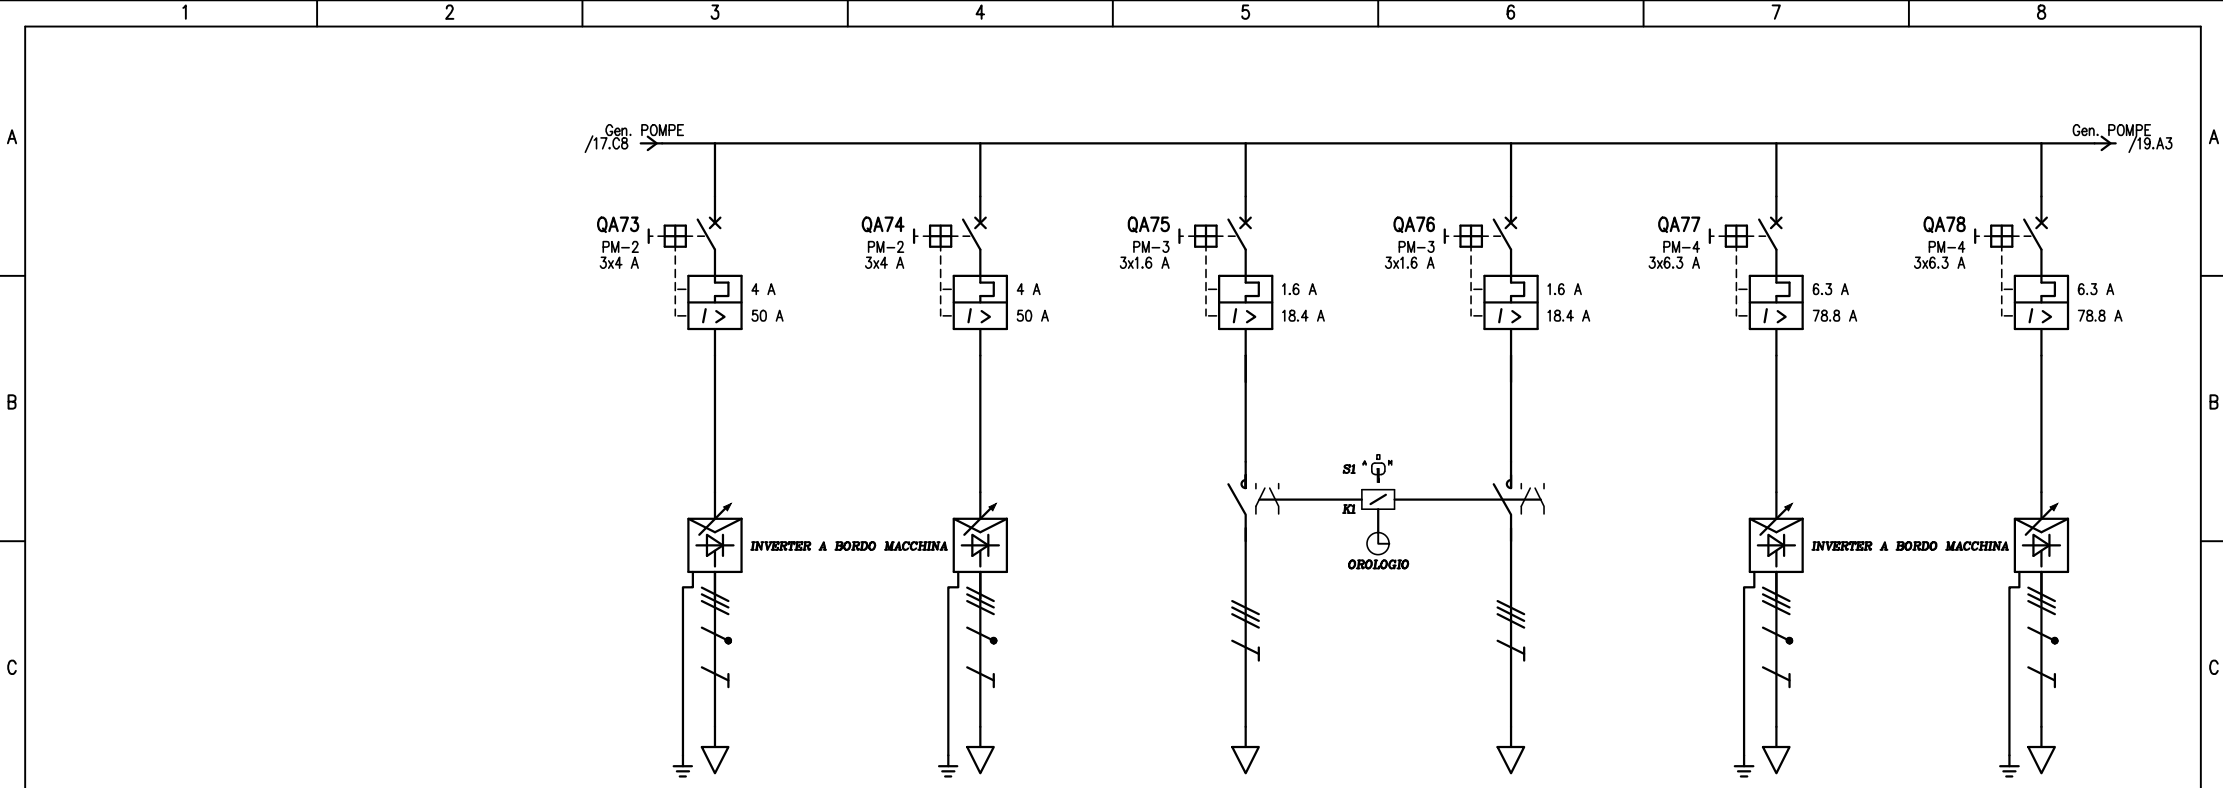 1 2 3 4 5 6 7 8
A A
Gen. POMPE
/17.C8
Gen. POMPE
/19.A3
QA73
PM-2
3x4 A
4 A
50 A
QA74
PM-2
3x4 A
4 A
50 A
QA75
PM-3
3x1.6 A
1.6 A
I >
18.4 A
QA76
PM-3
3x1.6 A
1.6 A
I >
18.4 A
QA77
PM-4
3x6.3 A
6.3 A
I >
78.8 A
QA78
PM-4
3x6.3 A
6.3 A
I >
78.8 A
I >
I >
B B
S1 A 0 M
K1
OROLOGIO
INVERTER A BORDO MACCHINA
INVERTER A BORDO MACCHINA
C C